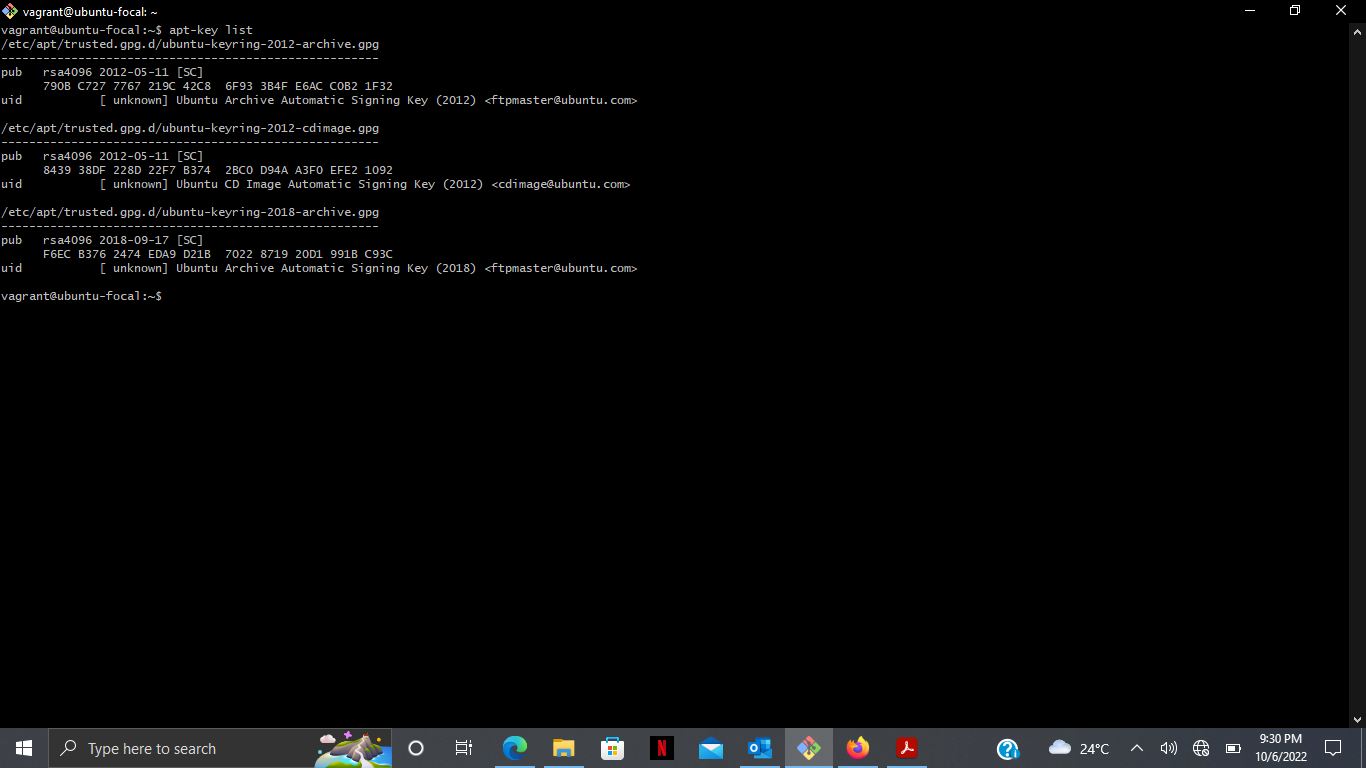 vagrant@ubuntu-focal: ~
vagrant@ubuntu-focal:~$ apt-key list
/etc/apt/trusted.gpg.d/ubuntu-keyring-2012-archive.gpg
------------------------------------------------------
pub   rsa4096 2012-05-11 [SC]
      790B C727 7767 219C 42C8  6F93 3B4F E6AC C0B2 1F32
uid           [ unknown] Ubuntu Archive Automatic Signing Key (2012) <ftpmaster@ubuntu.com>
/etc/apt/trusted.gpg.d/ubuntu-keyring-2012-cdimage.gpg
------------------------------------------------------
pub   rsa4096 2012-05-11 [SC]
      8439 38DF 228D 22F7 B374  2BC0 D94A A3F0 EFE2 1092
uid           [ unknown] Ubuntu CD Image Automatic Signing Key (2012) <cdimage@ubuntu.com>
/etc/apt/trusted.gpg.d/ubuntu-keyring-2018-archive.gpg
------------------------------------------------------
pub   rsa4096 2018-09-17 [SC]
      F6EC B376 2474 EDA9 D21B  7022 8719 20D1 991B C93C
uid           [ unknown] Ubuntu Archive Automatic Signing Key (2018) <ftpmaster@ubuntu.com>
vagrant@ubuntu-focal:~$
Type here to search
24°C
9:30 PM
10/6/2022